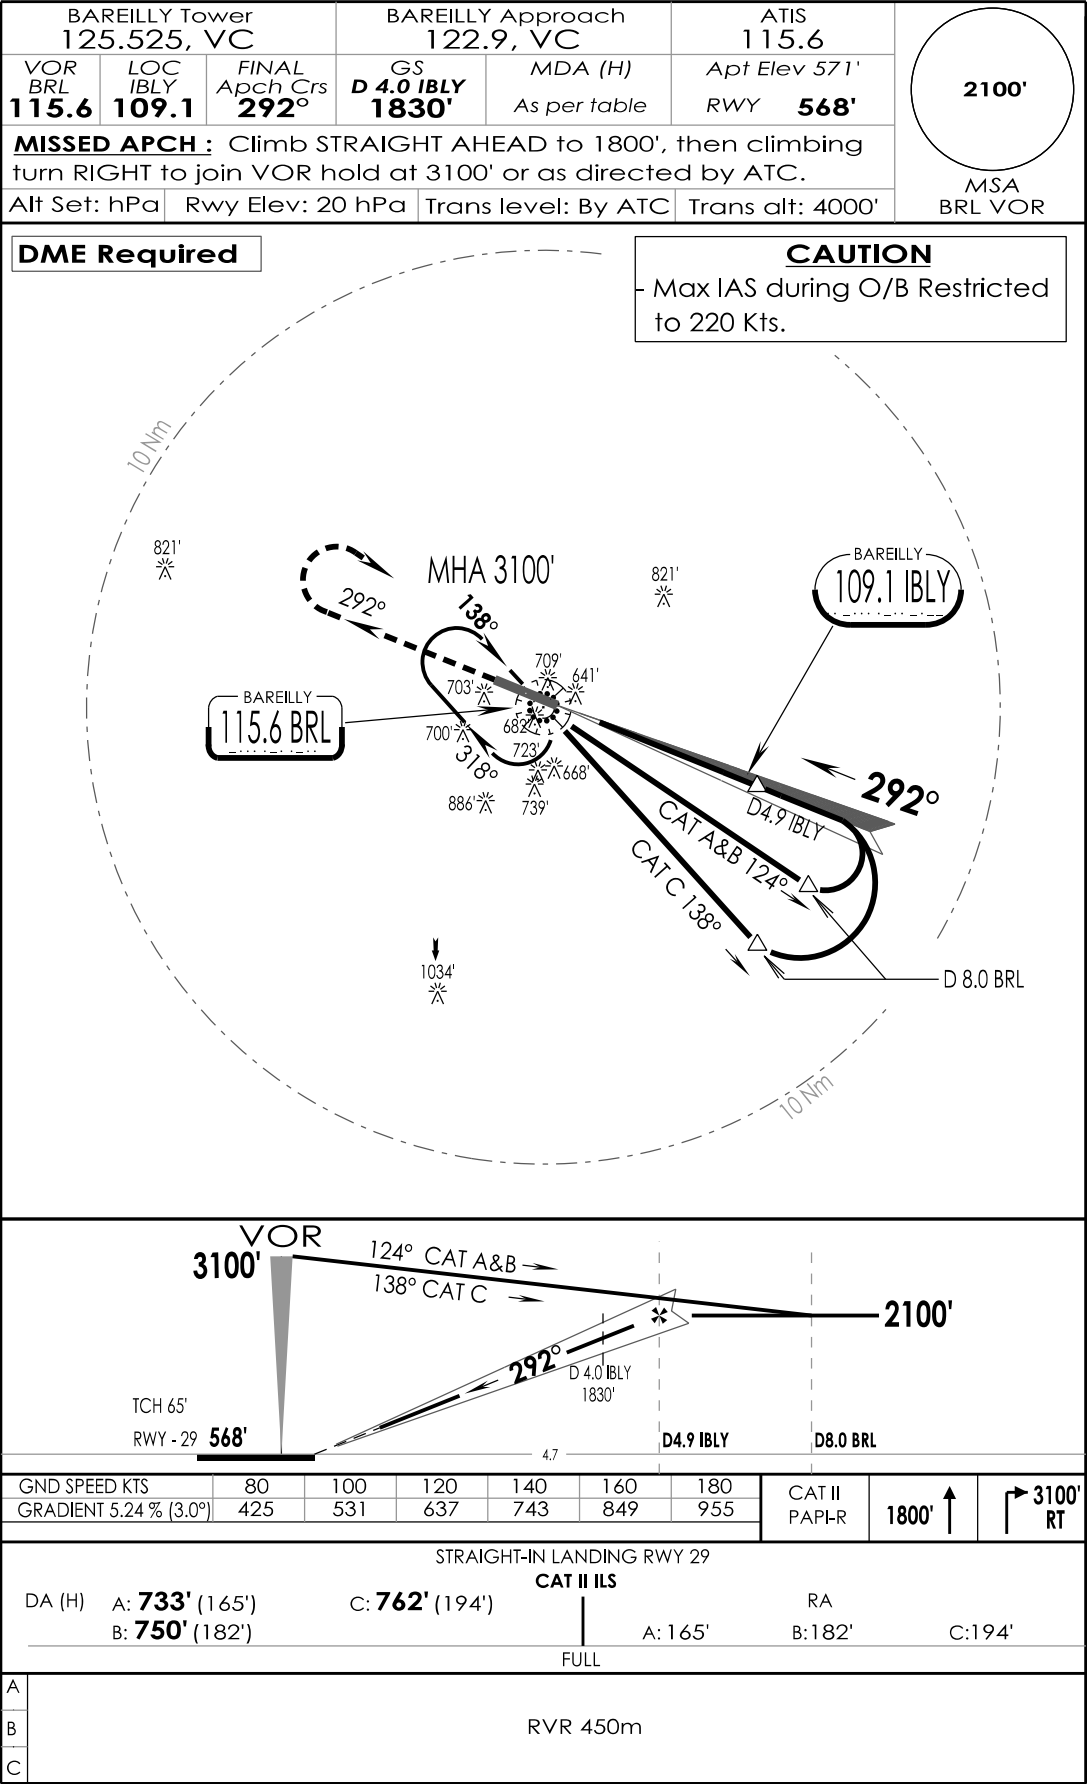 BAREILLY Tower
125.525, VC
BAREILLY Approach
122.9, VC
ATIS
115.6
VOR
BRL
115.6
LOC
IBLY
109.1
FINAL
Apch Crs
292°
GS
D 4.0 IBLY
1830'
MDA (H)
As per table
Apt Elev 571'
RWY 568'
2100'
MSA
BRL VOR
MISSED APCH : Climb STRAIGHT AHEAD to 1800', then climbing
turn RIGHT to join VOR hold at 3100' or as directed by ATC.
Alt Set: hPa
Rwy Elev: 20 hPa
Trans level: By ATC
Trans alt: 4000'
DME Required
CAUTION
- Max IAS during O/B Restricted
to 220 Kts.
10 Nm
821'
MHA 3100'
821'
BAREILLY
109.1 IBLY
292°
138°
709'
641'
703'
BAREILLY
115.6 BRL
682'
700'
723'
318°
668'
886'
739'
292°
D4.9 IBLY
CAT A&B 124°
CAT C 138°
1034'
D 8.0 BRL
10 Nm
VOR
3100'
124° CAT A&B
138° CAT C
2100'
292°
D 4.0 IBLY
1830'
TCH 65'
RWY - 29 568'
4.7
D4.9 IBLY
D8.0 BRL
GND SPEED KTS 80 100 120 140 160 180
GRADIENT 5.24 % (3.0°) 425 531 637 743 849 955
CAT II
PAPI-R
1800'
3100'
RT
STRAIGHT-IN LANDING RWY 29
CAT II ILS
DA (H) A: 733' (165') C: 762' (194') RA
B: 750' (182') A: 165' B:182' C:194'
FULL
A
B
C
RVR 450m